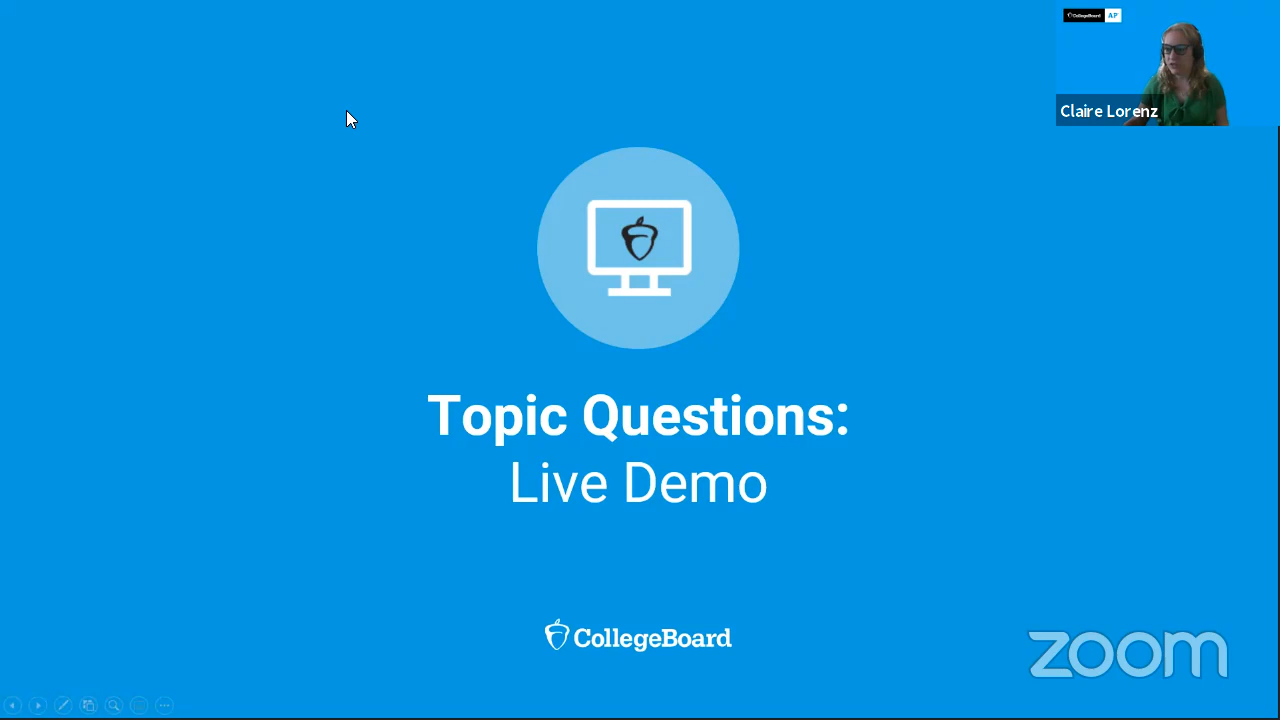 CollegeBoard AP
Claire Lorenz
Topic Questions:
Live Demo
CollegeBoard
zoom